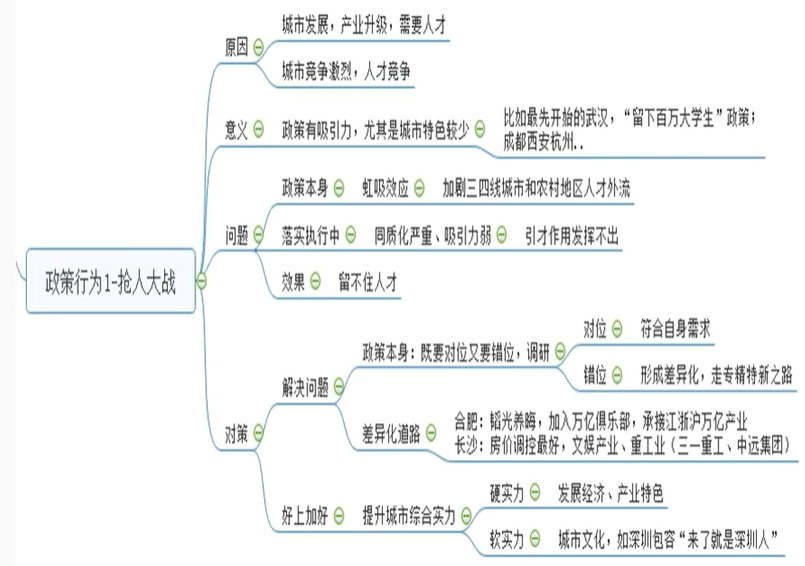 政策行为1-抢人大战
原因
城市发展，产业升级，需要人才
城市竞争激烈，人才竞争
意义
政策有吸引力，尤其是城市特色较少
比如最先开始的武汉，“留下百万大学生”政策；
成都西安杭州..
问题
政策本身
虹吸效应
加剧三四线城市和农村地区人才外流
落实执行中
同质化严重、吸引力弱
引才作用发挥不出
效果
留不住人才
对策
解决问题
政策本身：既要对位又要错位，调研
对位
符合自身需求
错位
形成差异化，走专精特新之路
差异化道路
合肥：韬光养晦，加入万亿俱乐部，承接江浙沪万亿产业
长沙：房价调控最好，文娱产业、重工业（三一重工、中远集团）
好上加好
提升城市综合实力
硬实力
发展经济、产业特色
软实力
城市文化，如深圳包容“来了就是深圳人”